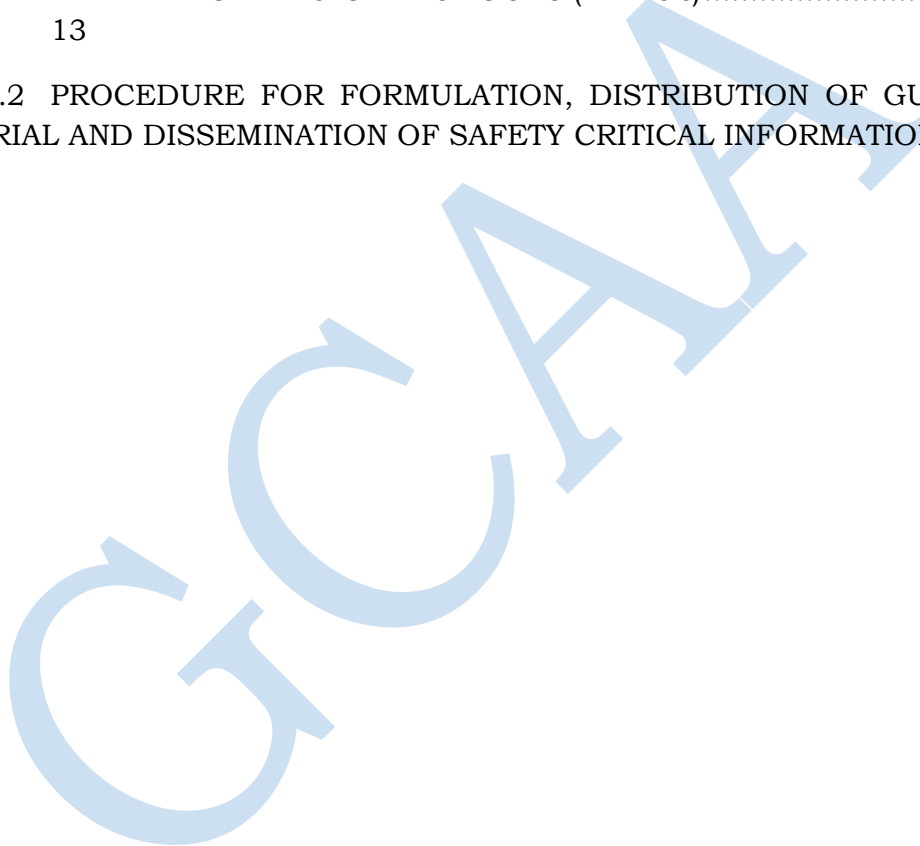 13
.2 PROCEDURE FOR FORMULATION, DISTRIBUTION OF GU
RIAL AND DISSEMINATION OF SAFETY CRITICAL INFORMATIO
GCAA